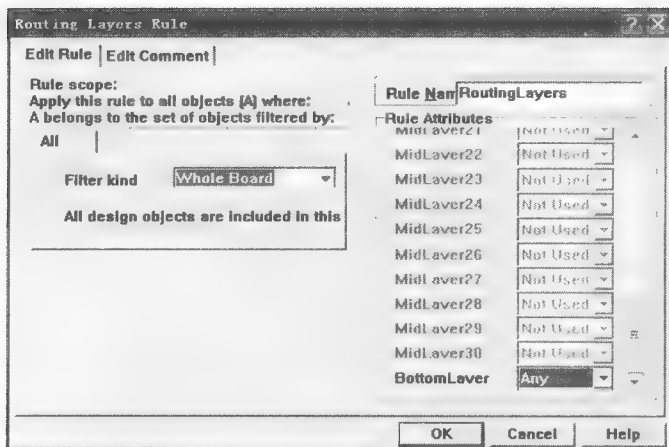 Routing Layers Rule
Edit Rule
Edit Comment
Rule scope:
Apply this rule to all objects (A) where:
A belongs to the set of objects filtered by:
All
Filter kind
Whole Board
All design objects are included in this
Rule Nam
RoutingLayers
Rule Attributes
MidLayer21 Not Used
MidLayer22 Not Used
MidLayer23 Not Used
MidLayer24 Not Used
MidLayer25 Not Used
MidLayer26 Not Used
MidLayer27 Not Used
MidLayer28 Not Used
MidLayer29 Not Used
MidLayer30 Not Used
BottomLayer Any
OK
Cancel
Help